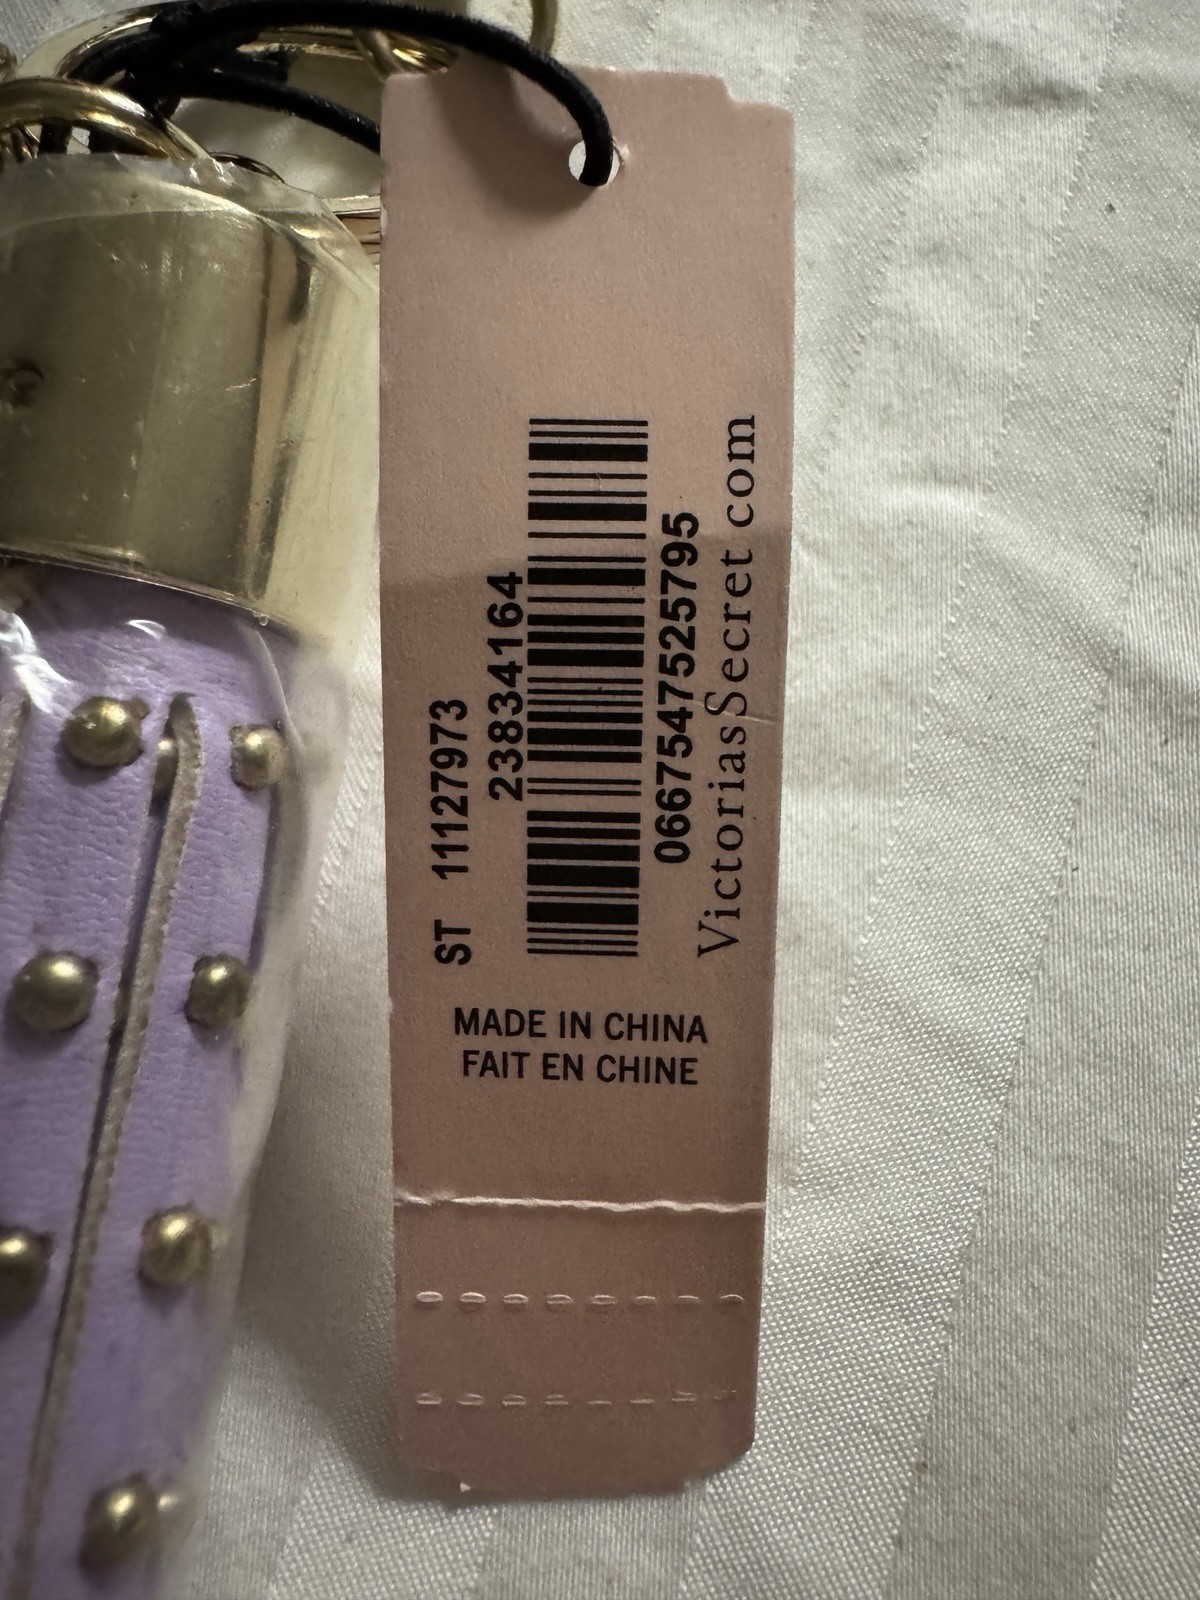 ST 11127973
23834164
0667547525795
VictoriasSecret com
MADE IN CHINA
FAIT EN CHINE